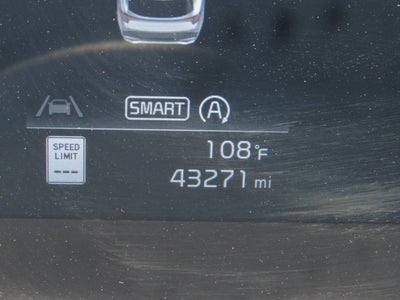 SMART A
SPEED
LIMIT
---
108°F
43271 mi